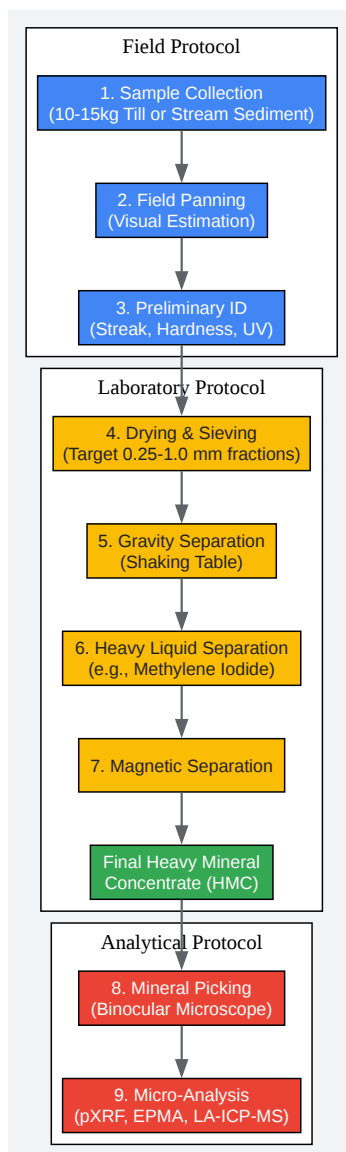 Field Protocol
1. Sample Collection
(10-15kg Till or Stream Sediment)
2. Field Panning
(Visual Estimation)
3. Preliminary ID
(Streak, Hardness, UV)
Laboratory Protocol
4. Drying & Sieving
(Target 0.25-1.0 mm fractions)
5. Gravity Separation
(Shaking Table)
6. Heavy Liquid Separation
(e.g., Methylene Iodide)
7. Magnetic Separation
Final Heavy Mineral
Concentrate (HMC)
Analytical Protocol
8. Mineral Picking
(Binocular Microscope)
9. Micro-Analysis
(pXRF, EPMA, LA-ICP-MS)